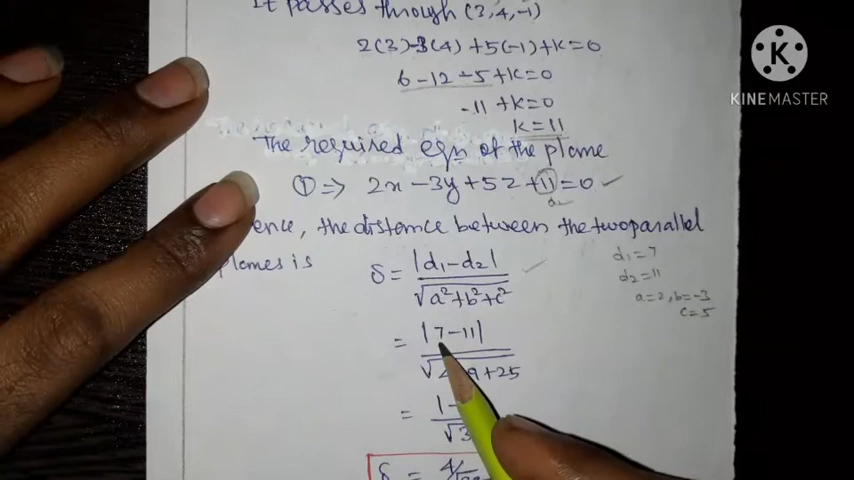 It passes through (3,4,-1)
2(3)-3(4)+5(-1)+k=0
6-12-5+k=0
-11+k=0
k=11
The required eqn of the plane
①⇒ 2x-3y+5z+11=0 ✓
d2
ence, the distance between the two parallel
planes is
δ= |d1-d2| / √a²+b²+c² ✓
d1=7
d2=11
a=2, b=-3
c=5
= |7-11|
+25
=
δ = 4/
K
KINEMASTER